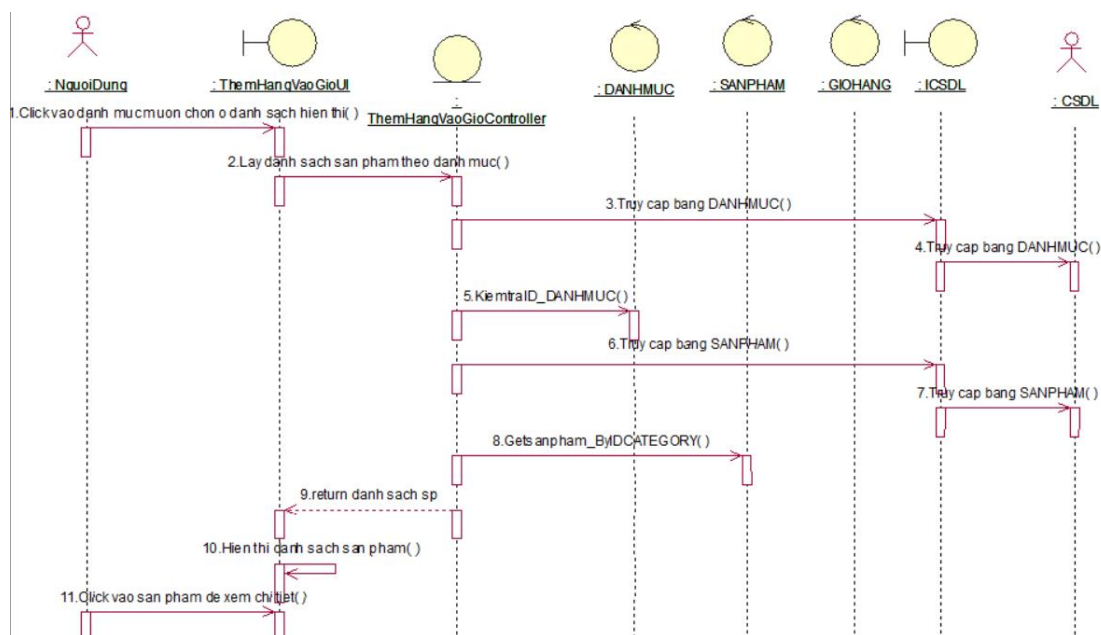 : NguoiDung
: ThemHangVaoGioUI
:
ThemHangVaoGioController
: DANHMUC
: SANPHAM
: GIOHANG
: ICSDL
: CSDL
1.Click vao danh muc muon chon o danh sach hien thi( )
2.Lay danh sach san pham theo danh muc( )
3.Truy cap bang DANHMUC( )
4.Truy cap bang DANHMUC( )
5.KiemtraID_DANHMUC( )
6.Truy cap bang SANPHAM( )
7.Truy cap bang SANPHAM( )
8.Getsanpham_ByIDCATEGORY( )
9.return danh sach sp
10.Hien thi danh sach san pham( )
11.Click vao san pham de xem chi tiet( )